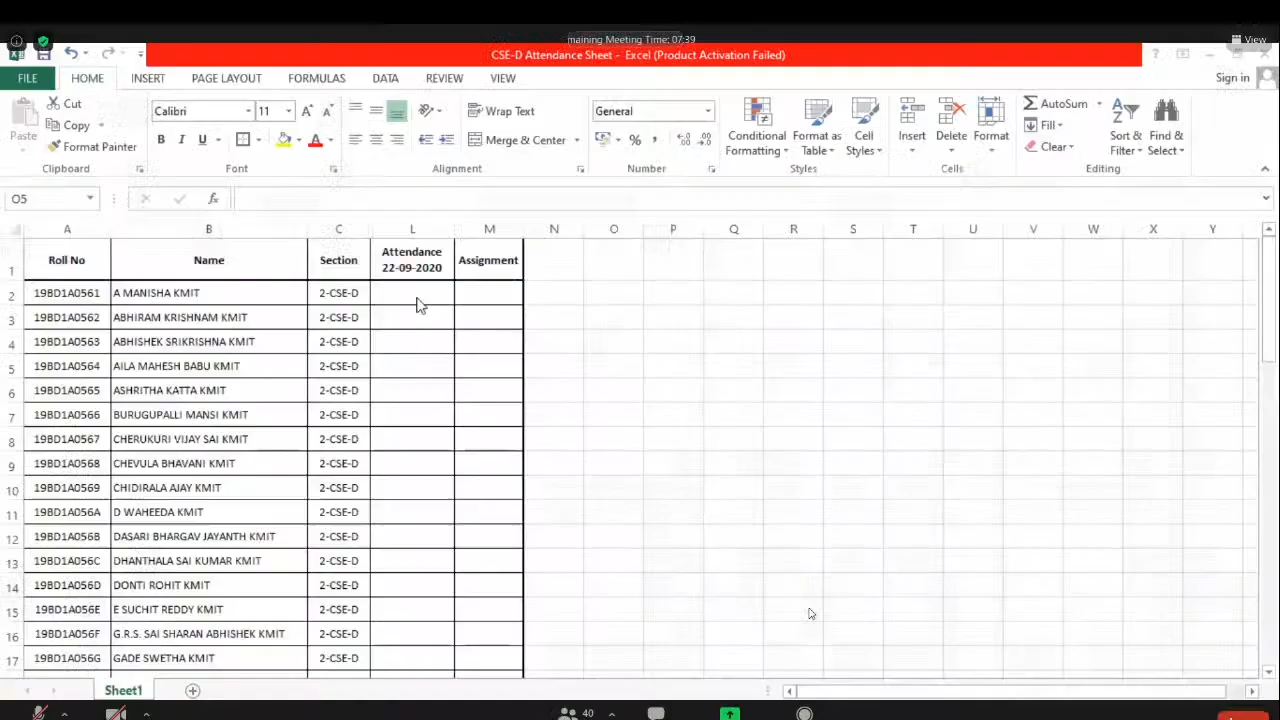 maining Meeting Time: 07:39
View
CSE-D Attendance Sheet - Excel (Product Activation Failed)
FILE HOME INSERT PAGE LAYOUT FORMULAS DATA REVIEW VIEW Sign in
Paste Cut Copy Format Painter
Calibri 11
Wrap Text
Merge & Center
General
Conditional Formatting Format as Table Cell Styles
Insert Delete Format
AutoSum Fill Clear
Sort & Filter Find & Select
Clipboard Font Alignment Number Styles Cells Editing
O5 fx
A B C L M N O P Q R S T U V W X Y
1 Roll No Name Section Attendance 22-09-2020 Assignment
2 19BD1A0561 A MANISHA KMIT 2-CSE-D
3 19BD1A0562 ABHIRAM KRISHNAM KMIT 2-CSE-D
4 19BD1A0563 ABHISHEK SRIKRISHNA KMIT 2-CSE-D
5 19BD1A0564 AILA MAHESH BABU KMIT 2-CSE-D
6 19BD1A0565 ASHRITHA KATTA KMIT 2-CSE-D
7 19BD1A0566 BURUGUPALLI MANSI KMIT 2-CSE-D
8 19BD1A0567 CHERUKURI VIJAY SAI KMIT 2-CSE-D
9 19BD1A0568 CHEVULA BHAVANI KMIT 2-CSE-D
10 19BD1A0569 CHIDIRALA AJAY KMIT 2-CSE-D
11 19BD1A056A D WAHEEDA KMIT 2-CSE-D
12 19BD1A056B DASARI BHARGAV JAYANTH KMIT 2-CSE-D
13 19BD1A056C DHANTHALA SAI KUMAR KMIT 2-CSE-D
14 19BD1A056D DONTI ROHIT KMIT 2-CSE-D
15 19BD1A056E E SUCHIT REDDY KMIT 2-CSE-D
16 19BD1A056F G.R.S. SAI SHARAN ABHISHEK KMIT 2-CSE-D
17 19BD1A056G GADE SWETHA KMIT 2-CSE-D
Sheet1
40